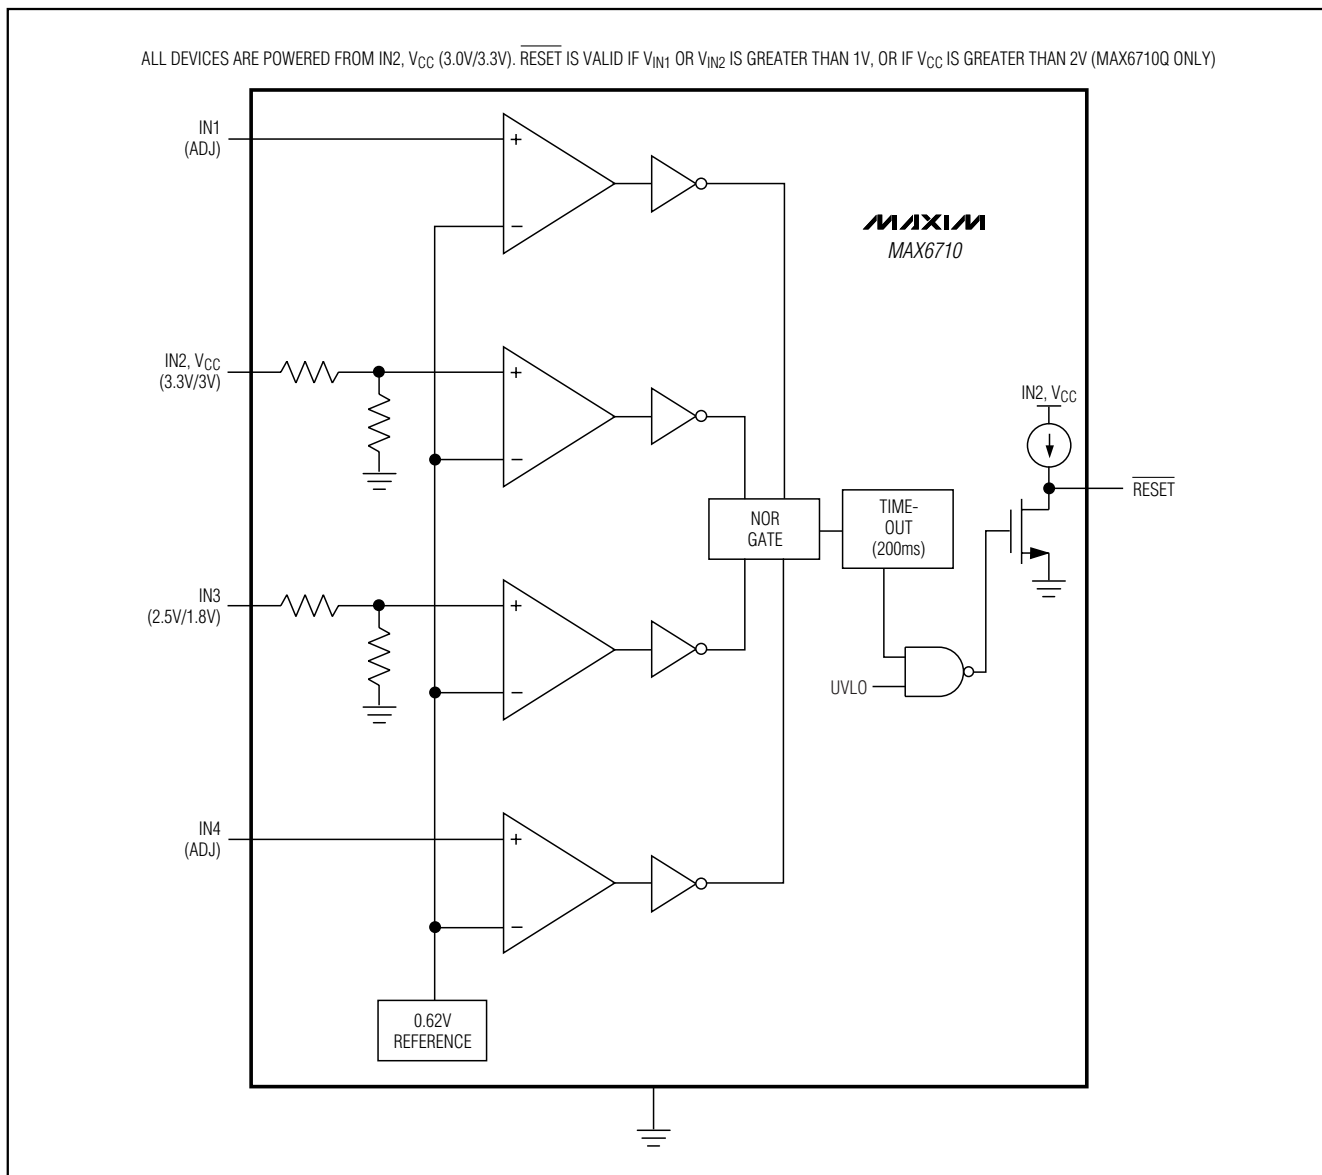 ALL DEVICES ARE POWERED FROM IN2, VCC (3.0V/3.3V). RESET IS VALID IF VIN1 OR VIN2 IS GREATER THAN 1V, OR IF VCC IS GREATER THAN 2V (MAX6710Q ONLY)
IN1
(ADJ)
+
−
MAXIM
MAX6710
IN2, VCC
(3.3V/3V)
+
−
IN2, VCC
RESET
NOR
GATE
TIME-
OUT
(200ms)
IN3
(2.5V/1.8V)
+
−
UVLO
IN4
(ADJ)
+
−
0.62V
REFERENCE